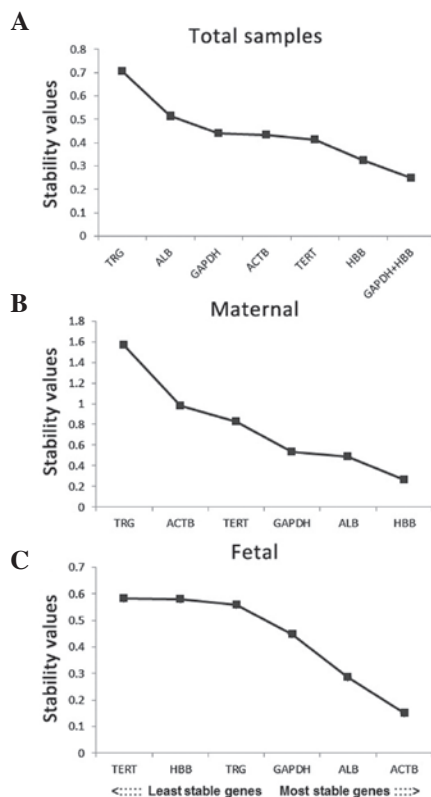 A
Total samples
Stability values
0.8
0.7
0.6
0.5
0.4
0.3
0.2
0.1
0
TRG ALB GAPDH ACTB TERT HBB GAPDH+HBB
B
Maternal
Stability values
1.8
1.6
1.4
1.2
1
0.8
0.6
0.4
0.2
0
TRG ACTB TERT GAPDH ALB HBB
C
Fetal
Stability values
0.7
0.6
0.5
0.4
0.3
0.2
0.1
0
TERT HBB TRG GAPDH ALB ACTB
<::::: Least stable genes Most stable genes ::::>